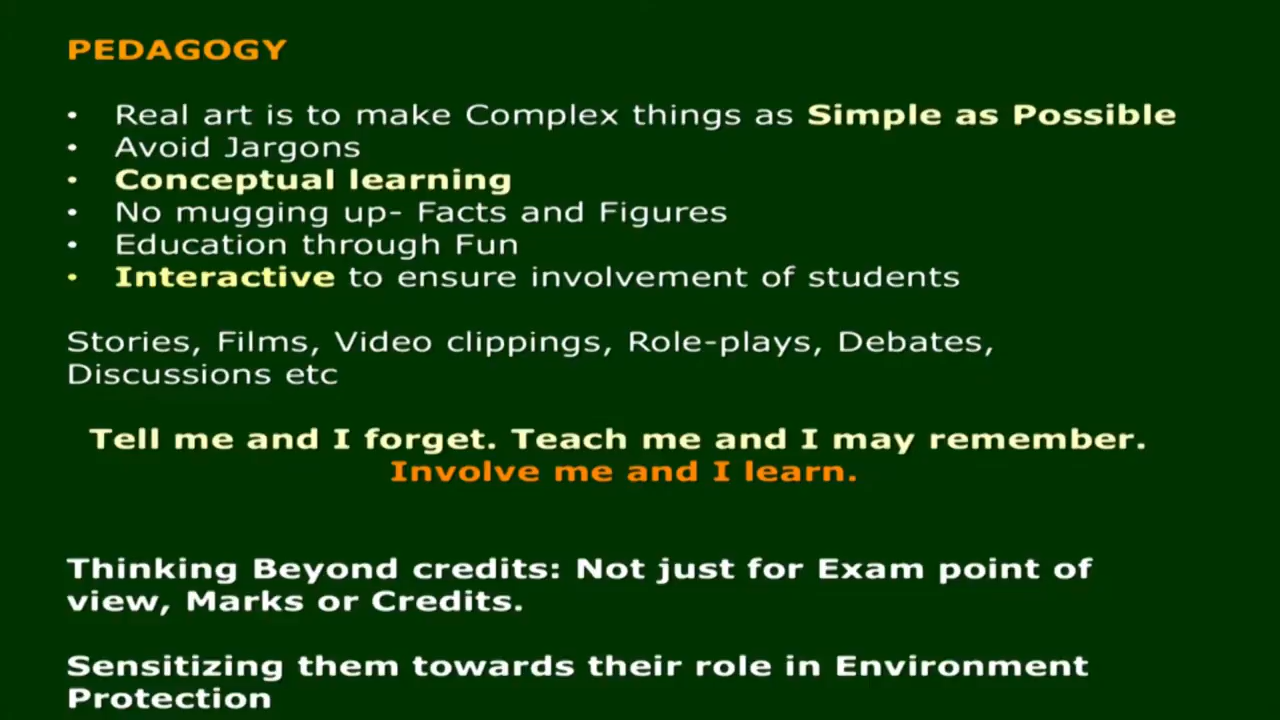 PEDAGOGY
• Real art is to make Complex things as Simple as Possible
• Avoid Jargons
• Conceptual learning
• No mugging up- Facts and Figures
• Education through Fun
• Interactive to ensure involvement of students
Stories, Films, Video clippings, Role-plays, Debates,
Discussions etc
Tell me and I forget. Teach me and I may remember.
Involve me and I learn.
Thinking Beyond credits: Not just for Exam point of
view, Marks or Credits.
Sensitizing them towards their role in Environment
Protection